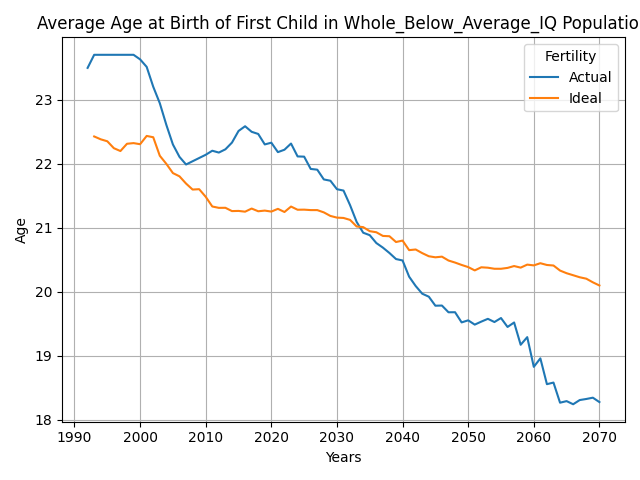 Average Age at Birth of First Child in Whole_Below_Average_IQ Populatio
Fertility
Actual
Ideal
23
22
21
20
19
18
Age
1990 2000 2010 2020 2030 2040 2050 2060 2070
Years